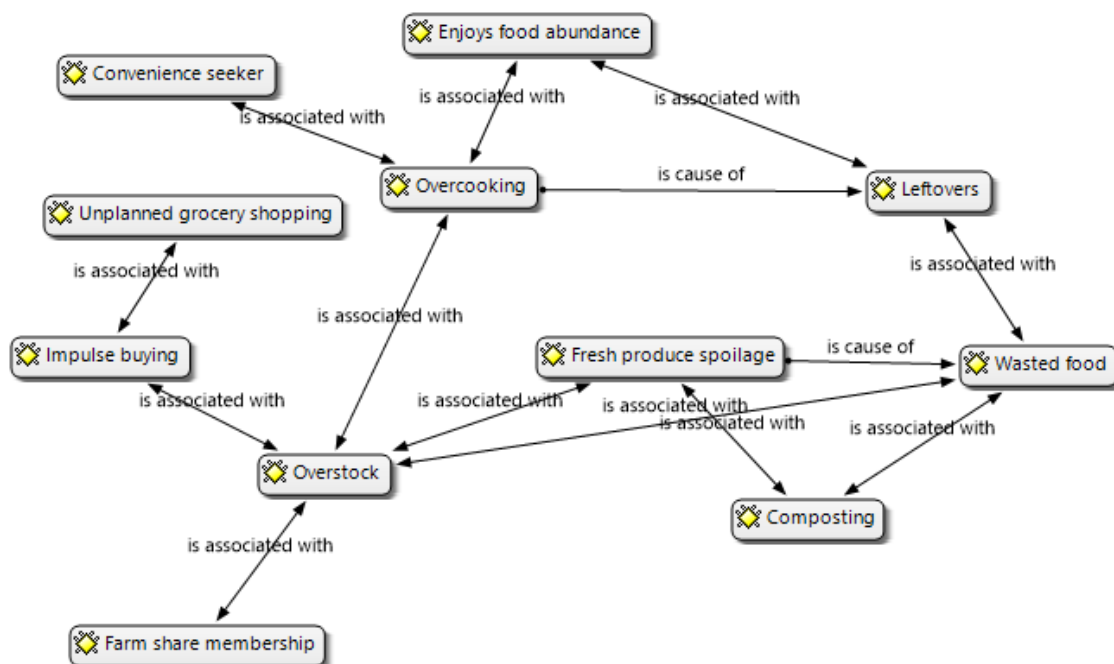 Enjoys food abundance
Convenience seeker
is associated with
is associated with
is associated with
Overcooking
is cause of
Leftovers
Unplanned grocery shopping
is associated with
is associated with
is associated with
Impulse buying
Fresh produce spoilage
is cause of
Wasted food
is associated with
is associated with
is associated with
is associated with
is associated with
Overstock
Composting
is associated with
Farm share membership